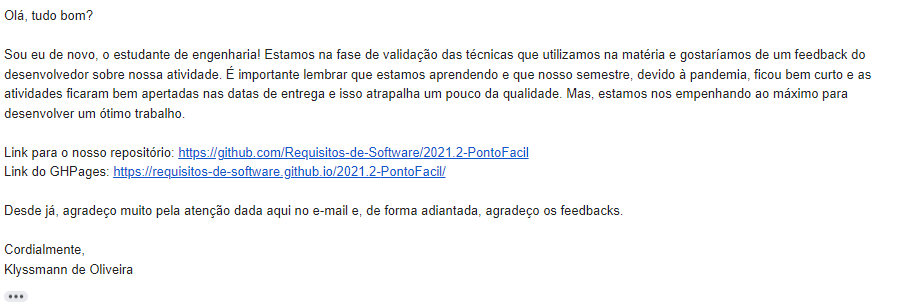 Olá, tudo bom?
Sou eu de novo, o estudante de engenharia! Estamos na fase de validação das técnicas que utilizamos na matéria e gostaríamos de um feedback do
desenvolvedor sobre nossa atividade. É importante lembrar que estamos aprendendo e que nosso semestre, devido à pandemia, ficou bem curto e as
atividades ficaram bem apertadas nas datas de entrega e isso atrapalha um pouco da qualidade. Mas, estamos nos empenhando ao máximo para
desenvolver um ótimo trabalho.
Link para o nosso repositório: https://github.com/Requisitos-de-Software/2021.2-PontoFacil
Link do GHPages: https://requisitos-de-software.github.io/2021.2-PontoFacil/
Desde já, agradeço muito pela atenção dada aqui no e-mail e, de forma adiantada, agradeço os feedbacks.
Cordialmente,
Klyssmann de Oliveira